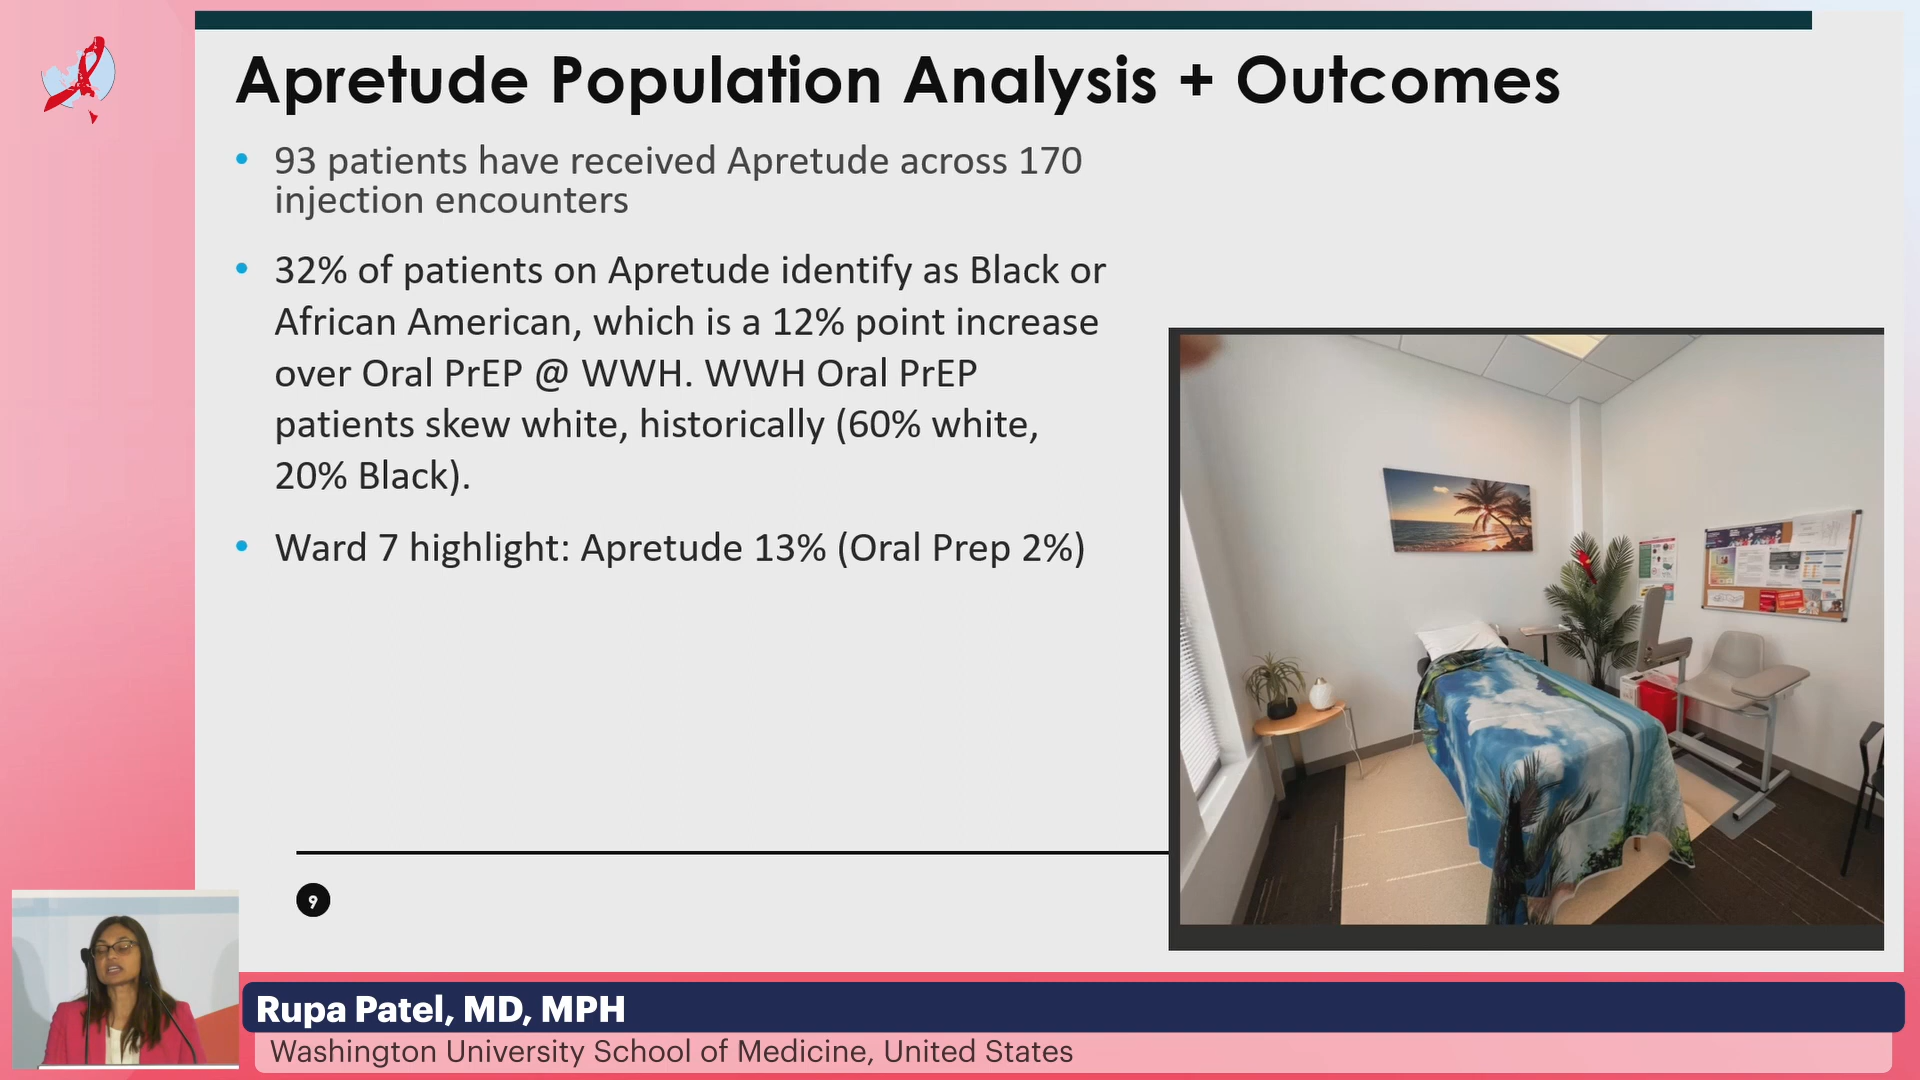 Apretude Population Analysis + Outcomes
• 93 patients have received Apretude across 170
injection encounters
• 32% of patients on Apretude identify as Black or
African American, which is a 12% point increase
over Oral PrEP @ WWH. WWH Oral PrEP
patients skew white, historically (60% white,
20% Black).
• Ward 7 highlight: Apretude 13% (Oral Prep 2%)
9
Rupa Patel, MD, MPH
Washington University School of Medicine, United States